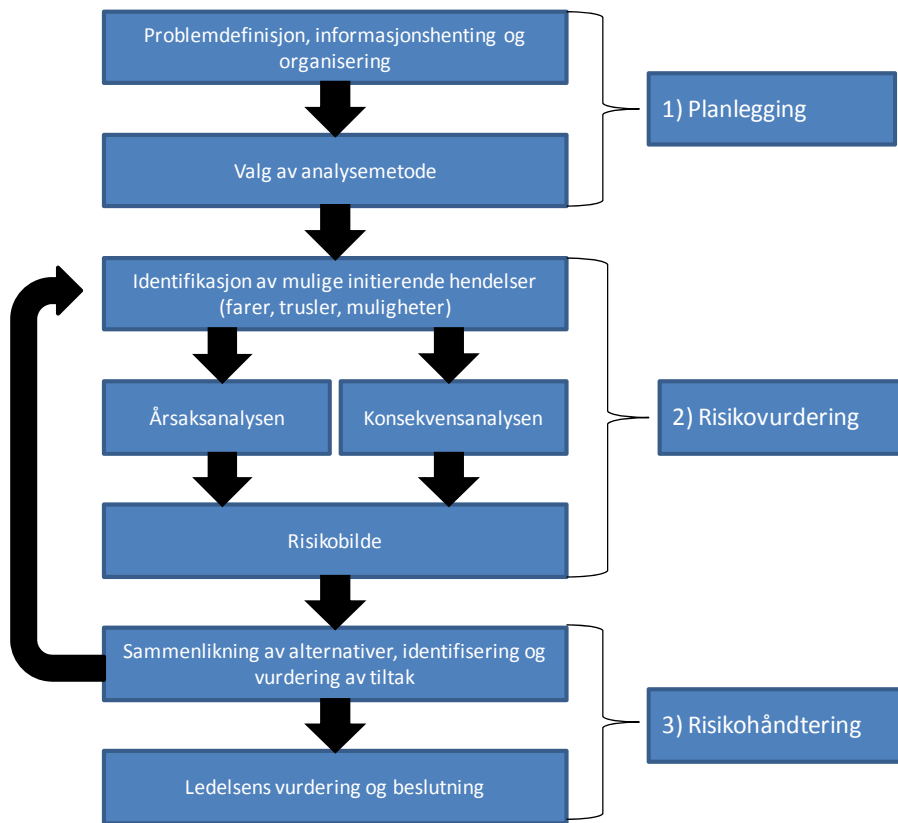 Problemdefinisjon, informasjonshenting og
organisering
1) Planlegging
Valg av analysemetode
Identifikasjon av mulige initierende hendelser
(farer, trusler, muligheter)
Årsaksanalysen
Konsekvensanalysen
2) Risikovurdering
Risikobilde
Sammenlikning av alternativer, identifisering og
vurdering av tiltak
3) Risikohåndtering
Ledelsens vurdering og beslutning